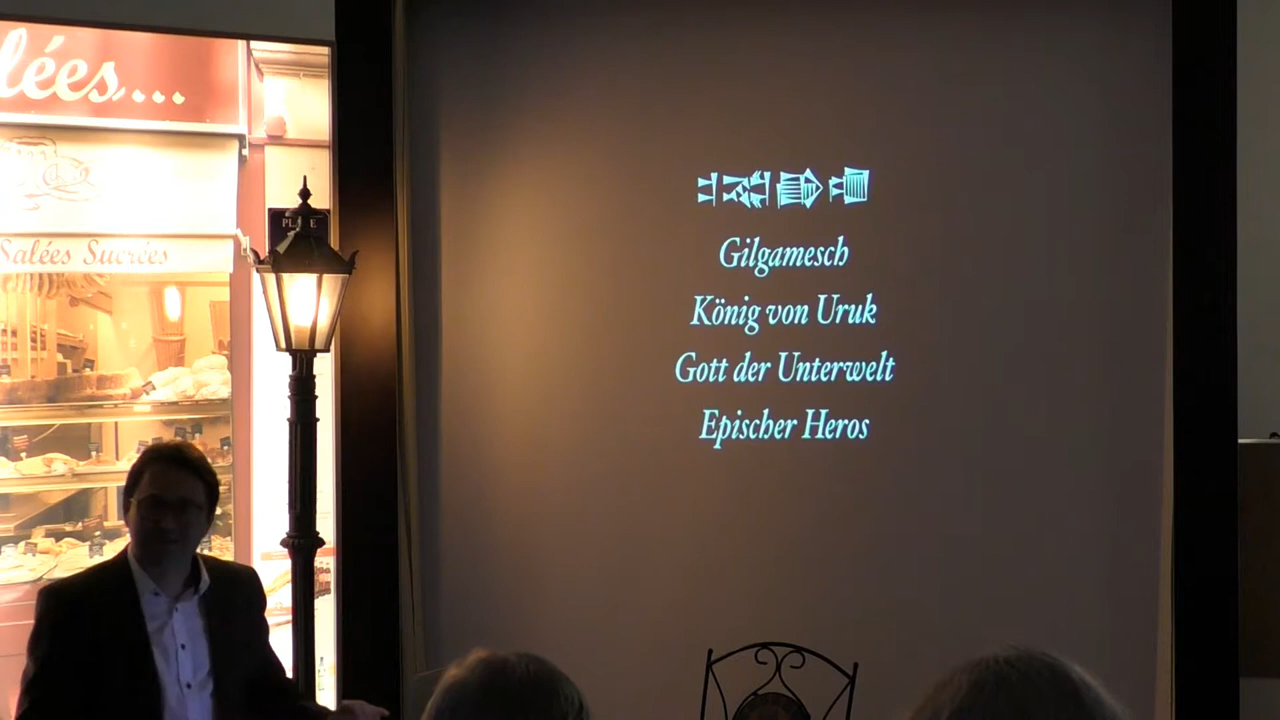 lées....
Salées Sucrées
Gilgamesch
König von Uruk
Gott der Unterwelt
Epischer Heros